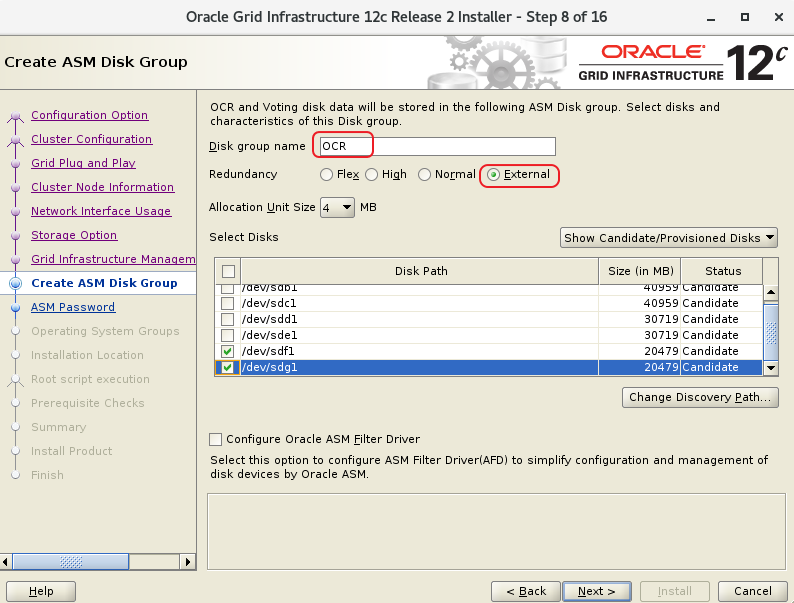 Oracle Grid Infrastructure 12c Release 2 Installer - Step 8 of 16
Create ASM Disk Group
ORACLE
GRID INFRASTRUCTURE
12c
Configuration Option
Cluster Configuration
Grid Plug and Play
Cluster Node Information
Network Interface Usage
Storage Option
Grid Infrastructure Managem
Create ASM Disk Group
ASM Password
Operating System Groups
Installation Location
Root script execution
Prerequisite Checks
Summary
Install Product
Finish
OCR and Voting disk data will be stored in the following ASM Disk group. Select disks and
characteristics of this Disk group.
Disk group name OCR
Redundancy Flex High Normal External
Allocation Unit Size 4 MB
Select Disks Show Candidate/Provisioned Disks
Disk Path Size (in MB) Status
/dev/sdb1 40959 Candidate
/dev/sdc1 40959 Candidate
/dev/sdd1 30719 Candidate
/dev/sde1 30719 Candidate
/dev/sdf1 20479 Candidate
/dev/sdg1 20479 Candidate
Change Discovery Path...
Configure Oracle ASM Filter Driver
Select this option to configure ASM Filter Driver(AFD) to simplify configuration and management of
disk devices by Oracle ASM.
Help < Back Next > Install Cancel